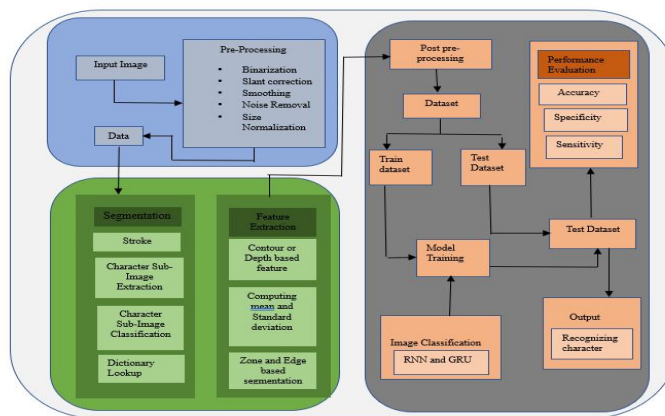 Input Image
Pre-Processing
• Binarization
• Slant correction
• Smoothing
• Noise Removal
• Size
Normalization
Data
Segmentation
Stroke
Character Sub-
Image
Extraction
Character
Sub-Image
Classification
Dictionary
Lookup
Feature
Extraction
Contour or
Depth based
feature
Computing
mean and
Standard
deviation
Zone and Edge
based
segmentation
Post pre-
processing
Dataset
Train
dataset
Test
Dataset
Model
Training
Image Classification
RNN and GRU
Performance
Evaluation
Accuracy
Specificity
Sensitivity
Test Dataset
Output
Recognizing
character